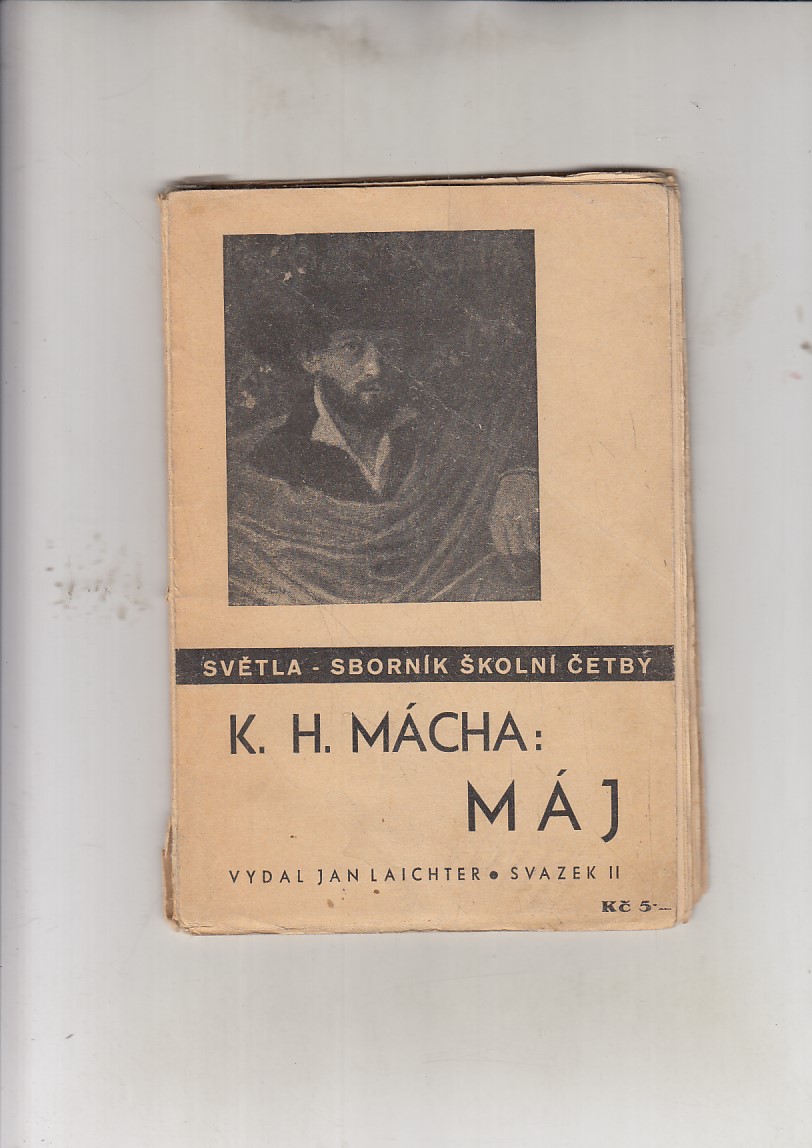 SVĚTLA - SBORNÍK ŠKOLNÍ ČETBY
K. H. MÁCHA:
MÁJ
VYDAL JAN LAICHTER • SVAZEK II
Kč 5·—